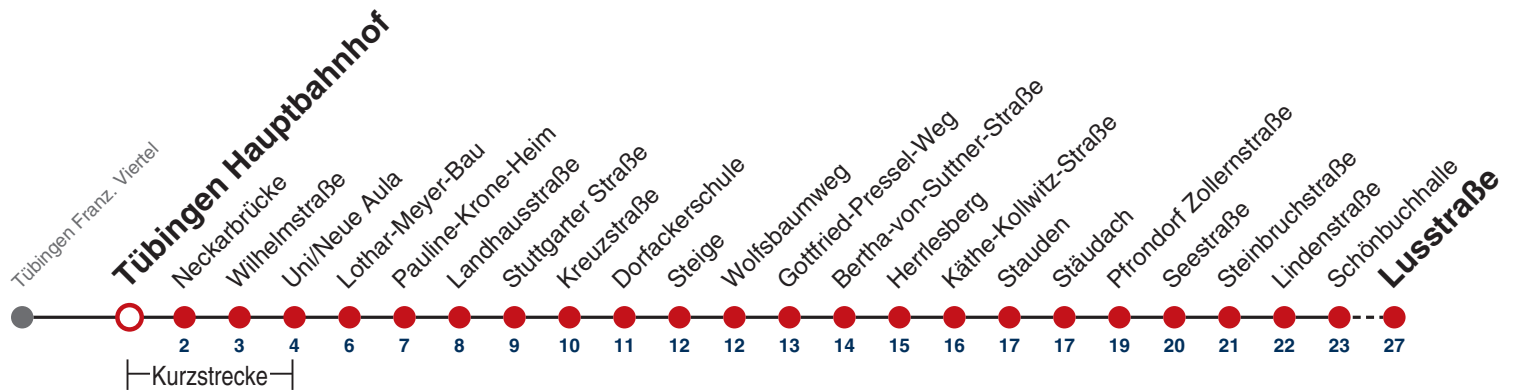 Tübingen Franz. Viertel
Tübingen Hauptbahnhof
Neckarbrücke
Wilhelmstraße
Uni/Neue Aula
Lothar-Meyer-Bau
Pauline-Krone-Heim
Landhausstraße
Stuttgarter Straße
Kreuzstraße
Dorfackerschule
Steige
Wolfsbaumweg
Gottfried-Pressel-Weg
Bertha-von-Suttner-Straße
Herrlesberg
Käthe-Kollwitz-Straße
Stauden
Stäudach
Pfrondorf Zollernstraße
Seestraße
Steinbruchstraße
Lindenstraße
Schönbuchhalle
Lusstraße
2 3 4 6 7 8 9 10 11 12 12 13 14 15 16 17 17 19 20 21 22 23 27
Kurzstrecke